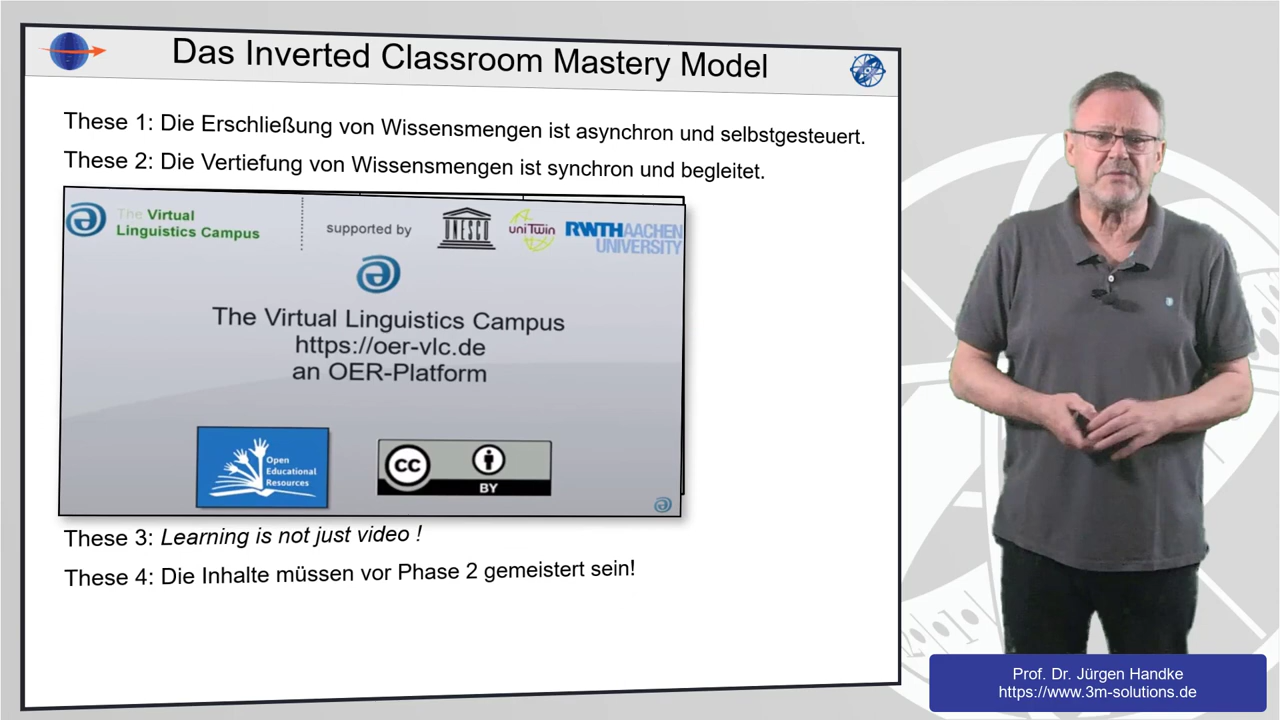 Das Inverted Classroom Mastery Model
These 1: Die Erschließung von Wissensmengen ist asynchron und selbstgesteuert.
These 2: Die Vertiefung von Wissensmengen ist synchron und begleitet.
The Virtual
Linguistics Campus
supported by
UNESCO
uniTwin
RWTHAACHEN
UNIVERSITY
The Virtual Linguistics Campus
https://oer-vlc.de
an OER-Platform
Open
Educational
Resources
CC
BY
These 3: Learning is not just video !
These 4: Die Inhalte müssen vor Phase 2 gemeistert sein!
Prof. Dr. Jürgen Handke
https://www.3m-solutions.de